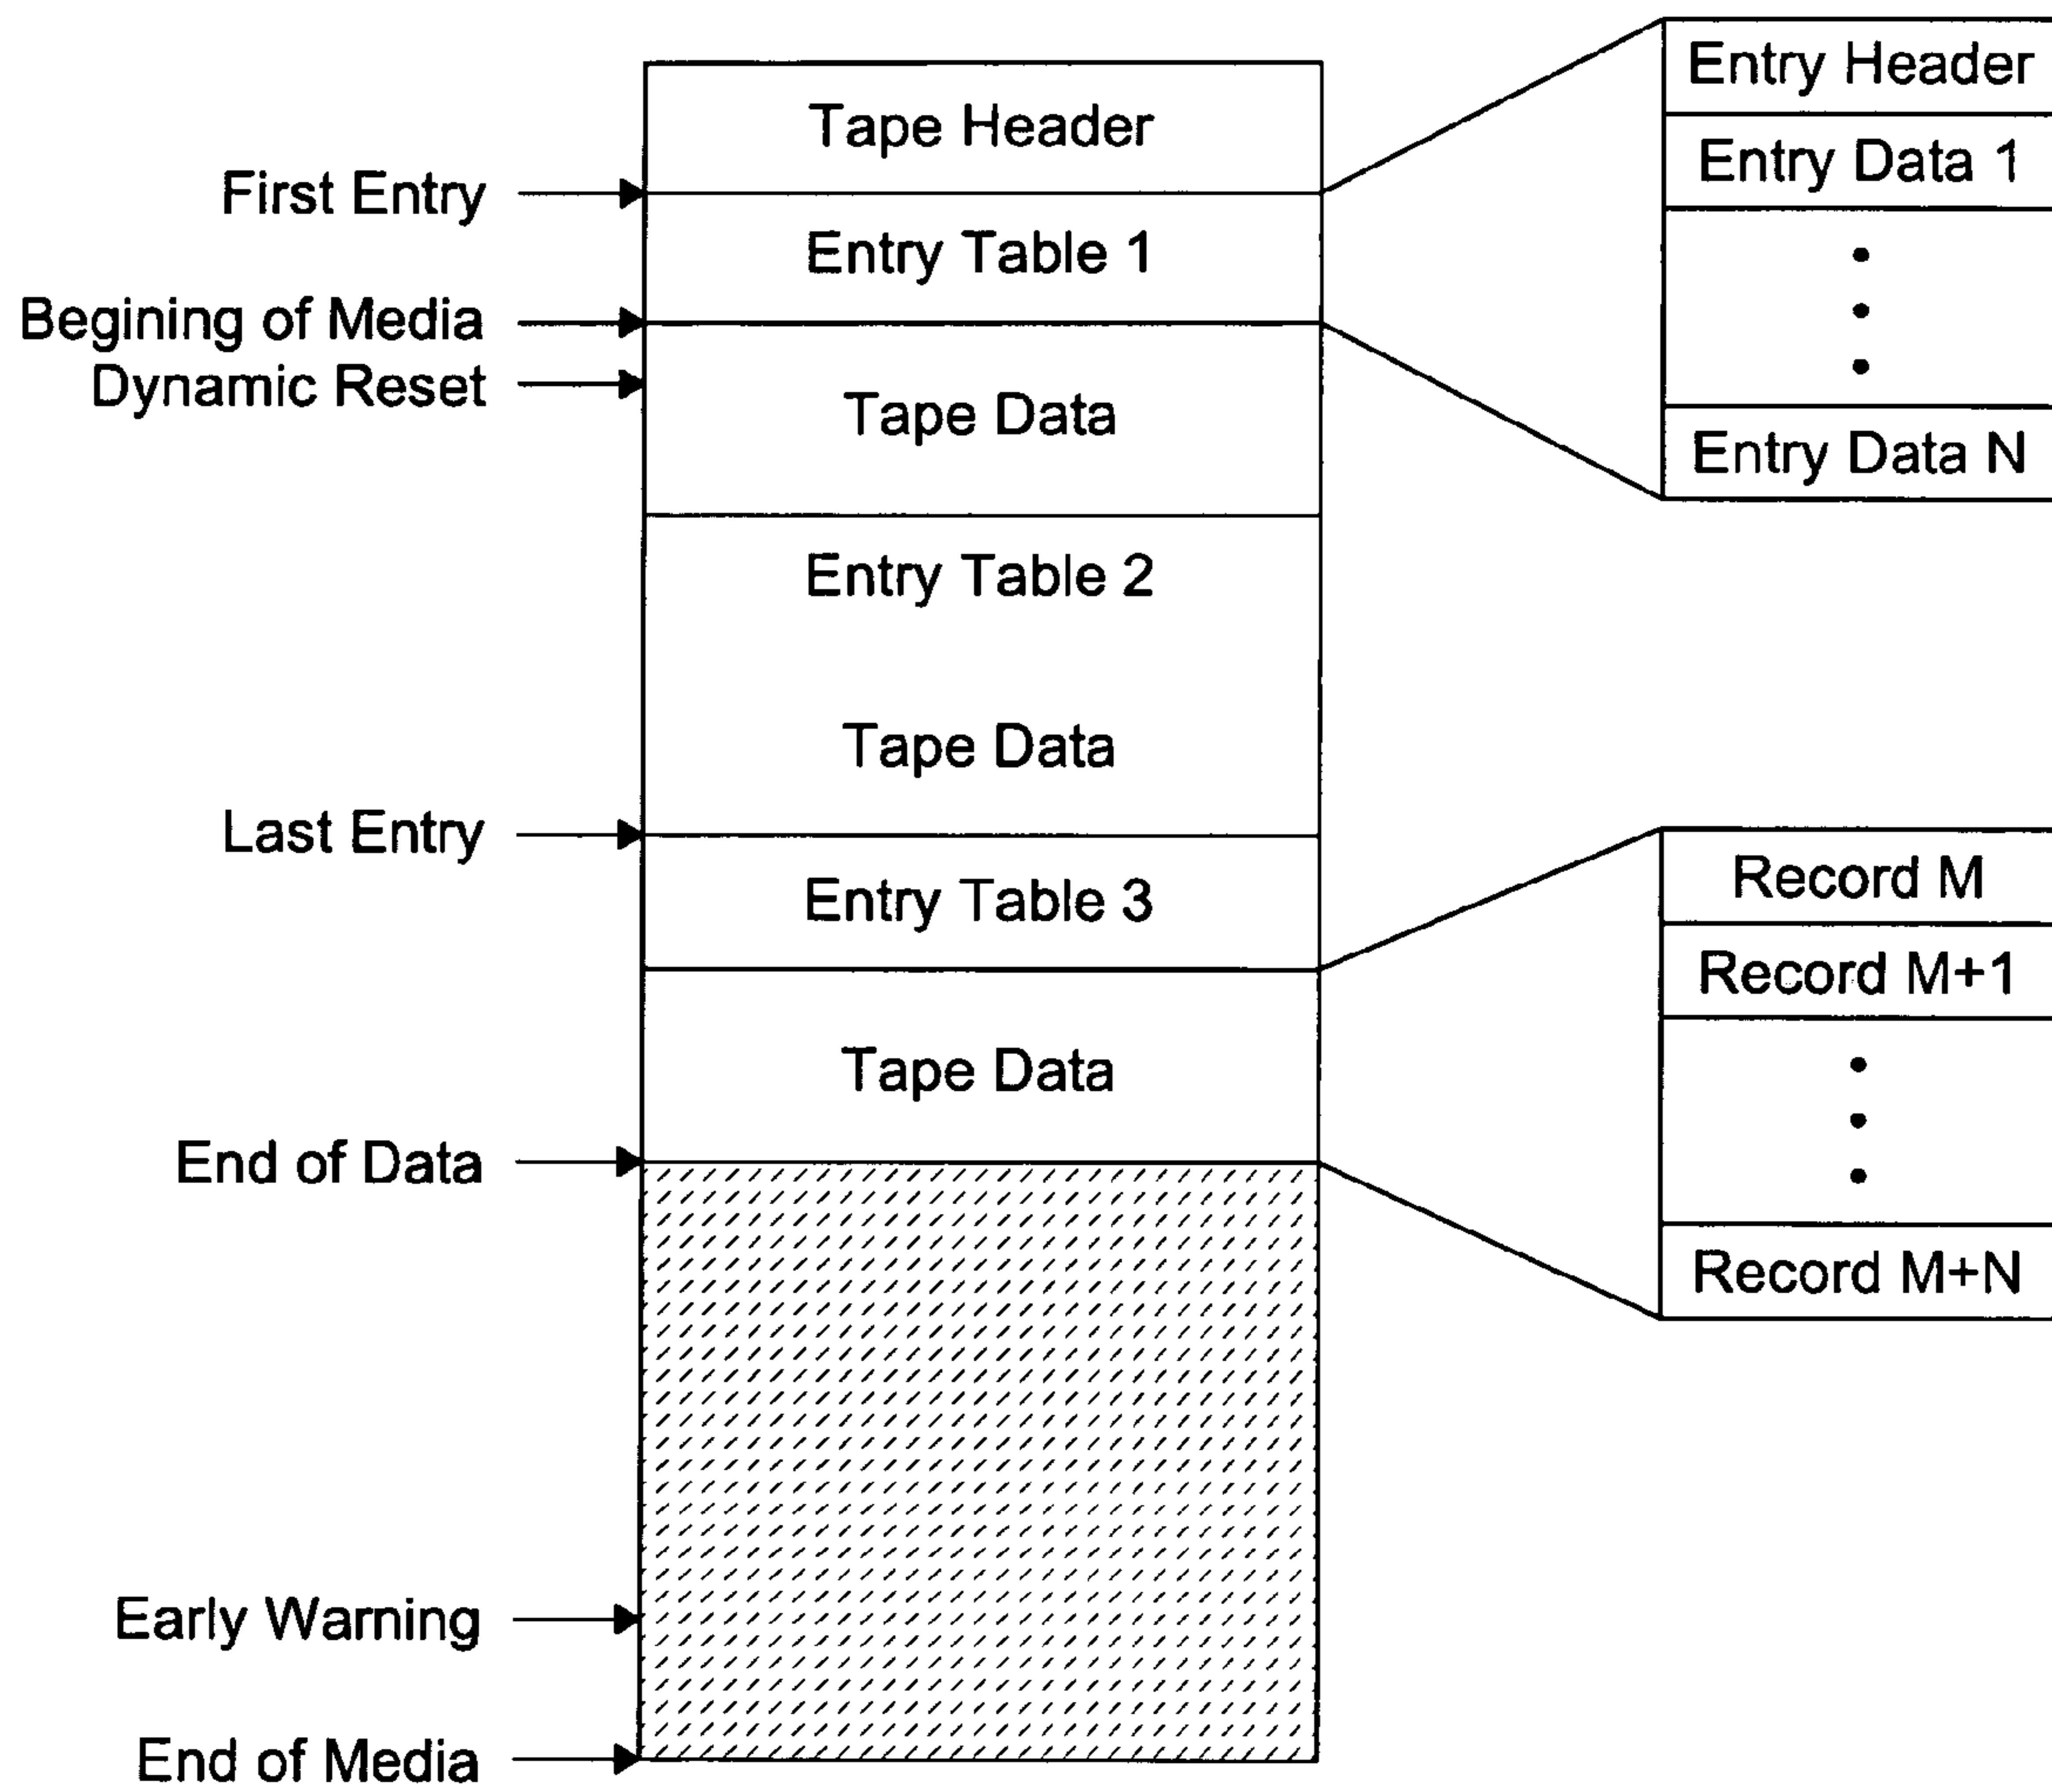 Tape Header
First Entry
Entry Table 1
Begining of Media
Dynamic Reset
Tape Data
Entry Table 2
Tape Data
Last Entry
Entry Table 3
Tape Data
End of Data
Early Warning
End of Media
Entry Header
Entry Data 1
Entry Data N
Record M
Record M+1
Record M+N